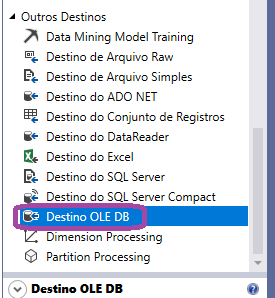 Outros Destinos
Data Mining Model Training
Destino de Arquivo Raw
Destino de Arquivo Simples
Destino do ADO NET
Destino do Conjunto de Registros
Destino do DataReader
Destino do Excel
Destino do SQL Server
Destino do SQL Server Compact
Destino OLE DB
Dimension Processing
Partition Processing
Destino OLE DB